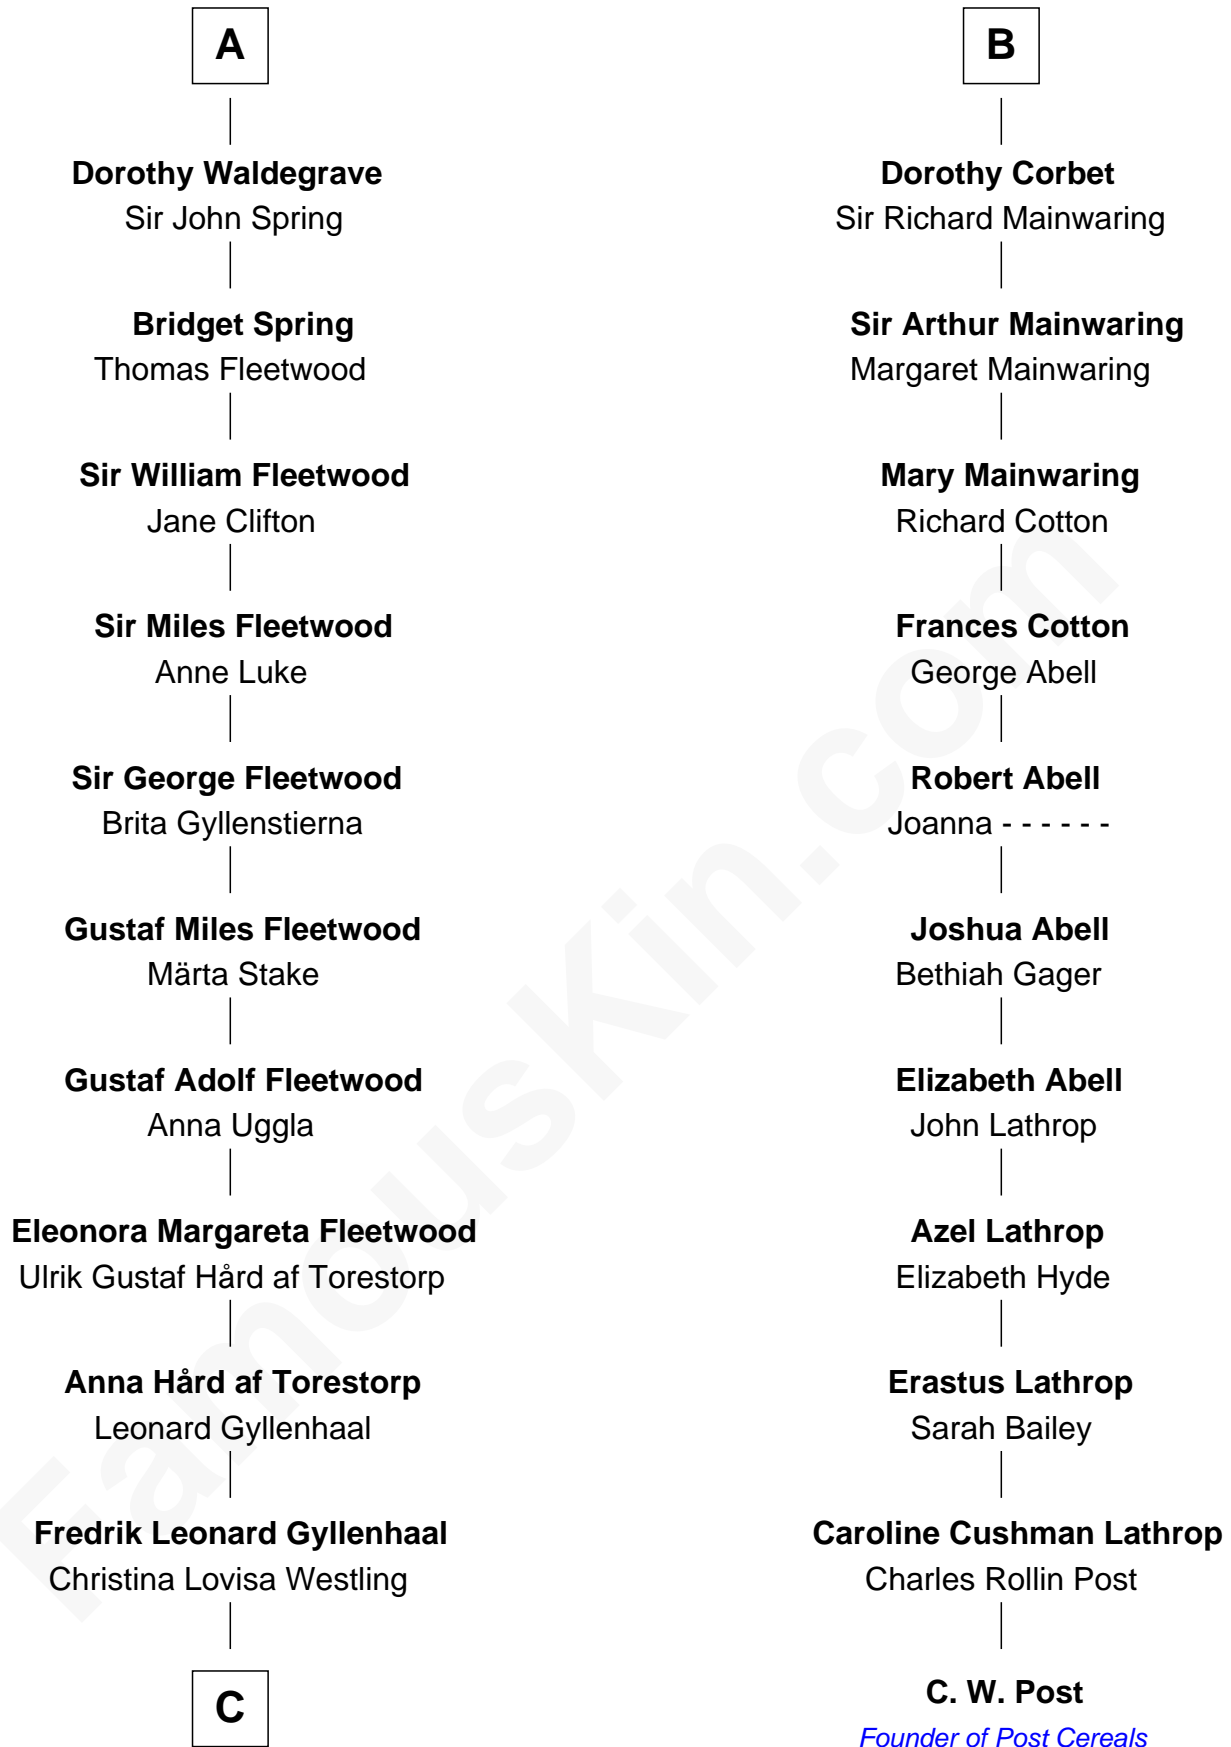 A
Dorothy Waldegrave
Sir John Spring
Bridget Spring
Thomas Fleetwood
Sir William Fleetwood
Jane Clifton
Sir Miles Fleetwood
Anne Luke
Sir George Fleetwood
Brita Gyllenstierna
Gustaf Miles Fleetwood
Märta Stake
Gustaf Adolf Fleetwood
Anna Uggla
Eleonora Margareta Fleetwood
Ulrik Gustaf Hård af Torestorp
Anna Hård af Torestorp
Leonard Gyllenhaal
Fredrik Leonard Gyllenhaal
Christina Lovisa Westling
C
B
Dorothy Corbet
Sir Richard Mainwaring
Sir Arthur Mainwaring
Margaret Mainwaring
Mary Mainwaring
Richard Cotton
Frances Cotton
George Abell
Robert Abell
Joanna - - - - - -
Joshua Abell
Bethiah Gager
Elizabeth Abell
John Lathrop
Azel Lathrop
Elizabeth Hyde
Erastus Lathrop
Sarah Bailey
Caroline Cushman Lathrop
Charles Rollin Post
C. W. Post
Founder of Post Cereals
FamousKin.com